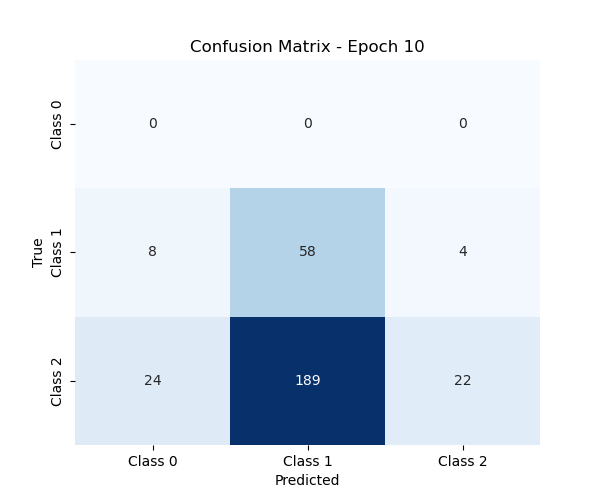 Confusion Matrix - Epoch 10
True
Class 0
0 0 0
Class 1
8 58 4
Class 2
24 189 22
Class 0 Class 1 Class 2
Predicted